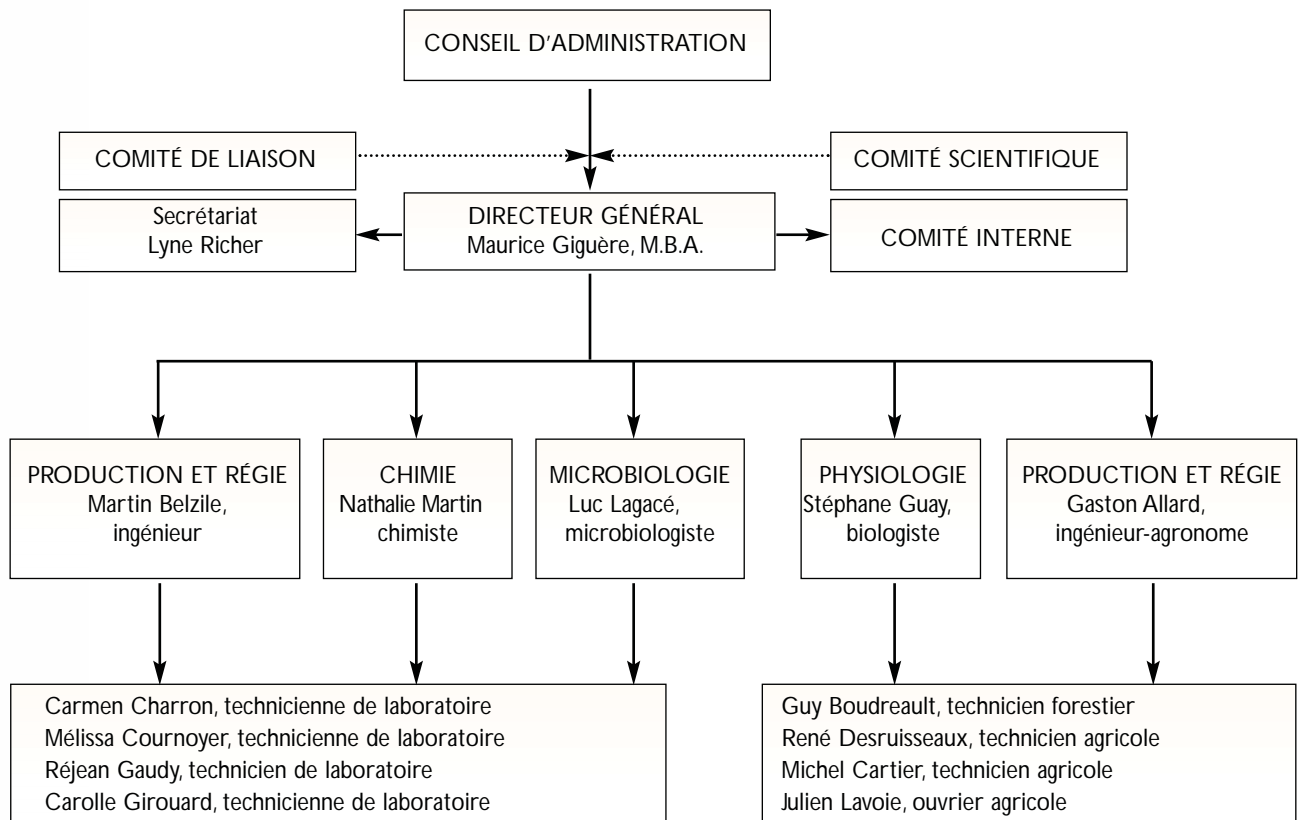 CONSEIL D'ADMINISTRATION
COMITÉ DE LIAISON
COMITÉ SCIENTIFIQUE
Secrétariat
Lyne Richer
DIRECTEUR GÉNÉRAL
Maurice Giguère, M.B.A.
COMITÉ INTERNE
PRODUCTION ET RÉGIE
Martin Belzile,
ingénieur
CHIMIE
Nathalie Martin
chimiste
MICROBIOLOGIE
Luc Lagacé,
microbiologiste
PHYSIOLOGIE
Stéphane Guay,
biologiste
PRODUCTION ET RÉGIE
Gaston Allard,
ingénieur-agronome
Carmen Charron, technicienne de laboratoire
Mélissa Cournoyer, technicienne de laboratoire
Réjean Gaudy, technicien de laboratoire
Carolle Girouard, technicienne de laboratoire
Guy Boudreault, technicien forestier
René Desruisseaux, technicien agricole
Michel Cartier, technicien agricole
Julien Lavoie, ouvrier agricole